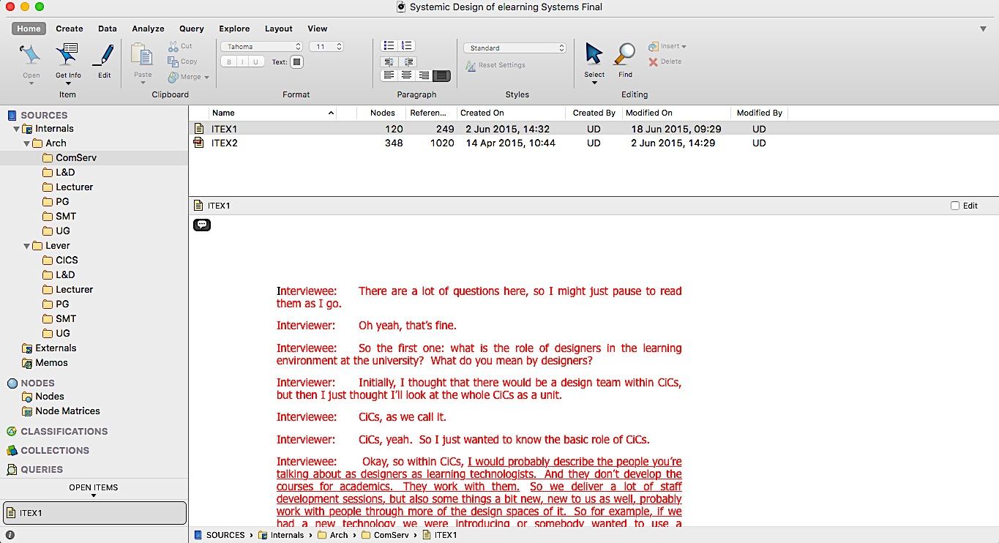 Systemic Design of elearning Systems Final
Home Create Data Analyze Query Explore Layout View
Open Get Info Edit Paste Cut Copy Merge Tahoma 11 B I U Text: Standard Reset Settings Select Find Insert Delete
Item Clipboard Format Paragraph Styles Editing
SOURCES
Internals
Arch
ComServ
L&D
Lecturer
PG
SMT
UG
Lever
CICS
L&D
Lecturer
PG
SMT
UG
Externals
Memos
NODES
Nodes
Node Matrices
CLASSIFICATIONS
COLLECTIONS
QUERIES
OPEN ITEMS
ITEX1
Name Nodes Referen... Created On Created By Modified On Modified By
ITEX1 120 249 2 Jun 2015, 14:32 UD 18 Jun 2015, 09:29 UD
ITEX2 348 1020 14 Apr 2015, 10:44 UD 2 Jun 2015, 14:29 UD
ITEX1 Edit
Interviewee: There are a lot of questions here, so I might just pause to read
them as I go.
Interviewer: Oh yeah, that's fine.
Interviewee: So the first one: what is the role of designers in the learning
environment at the university? What do you mean by designers?
Interviewer: Initially, I thought that there would be a design team within CiCs,
but then I just thought I'll look at the whole CiCs as a unit.
Interviewee: CiCs, as we call it.
Interviewer: CiCs, yeah. So I just wanted to know the basic role of CiCs.
Interviewee: Okay, so within CiCs, I would probably describe the people you're
talking about as designers as learning technologists. And they don't develop the
courses for academics. They work with them. So we deliver a lot of staff
development sessions, but also some things a bit new, new to us as well, probably
work with people through more of the design spaces of it. So for example, if we
had a new technology we were introducing or somebody wanted to use a
SOURCES › Internals › Arch › ComServ › ITEX1